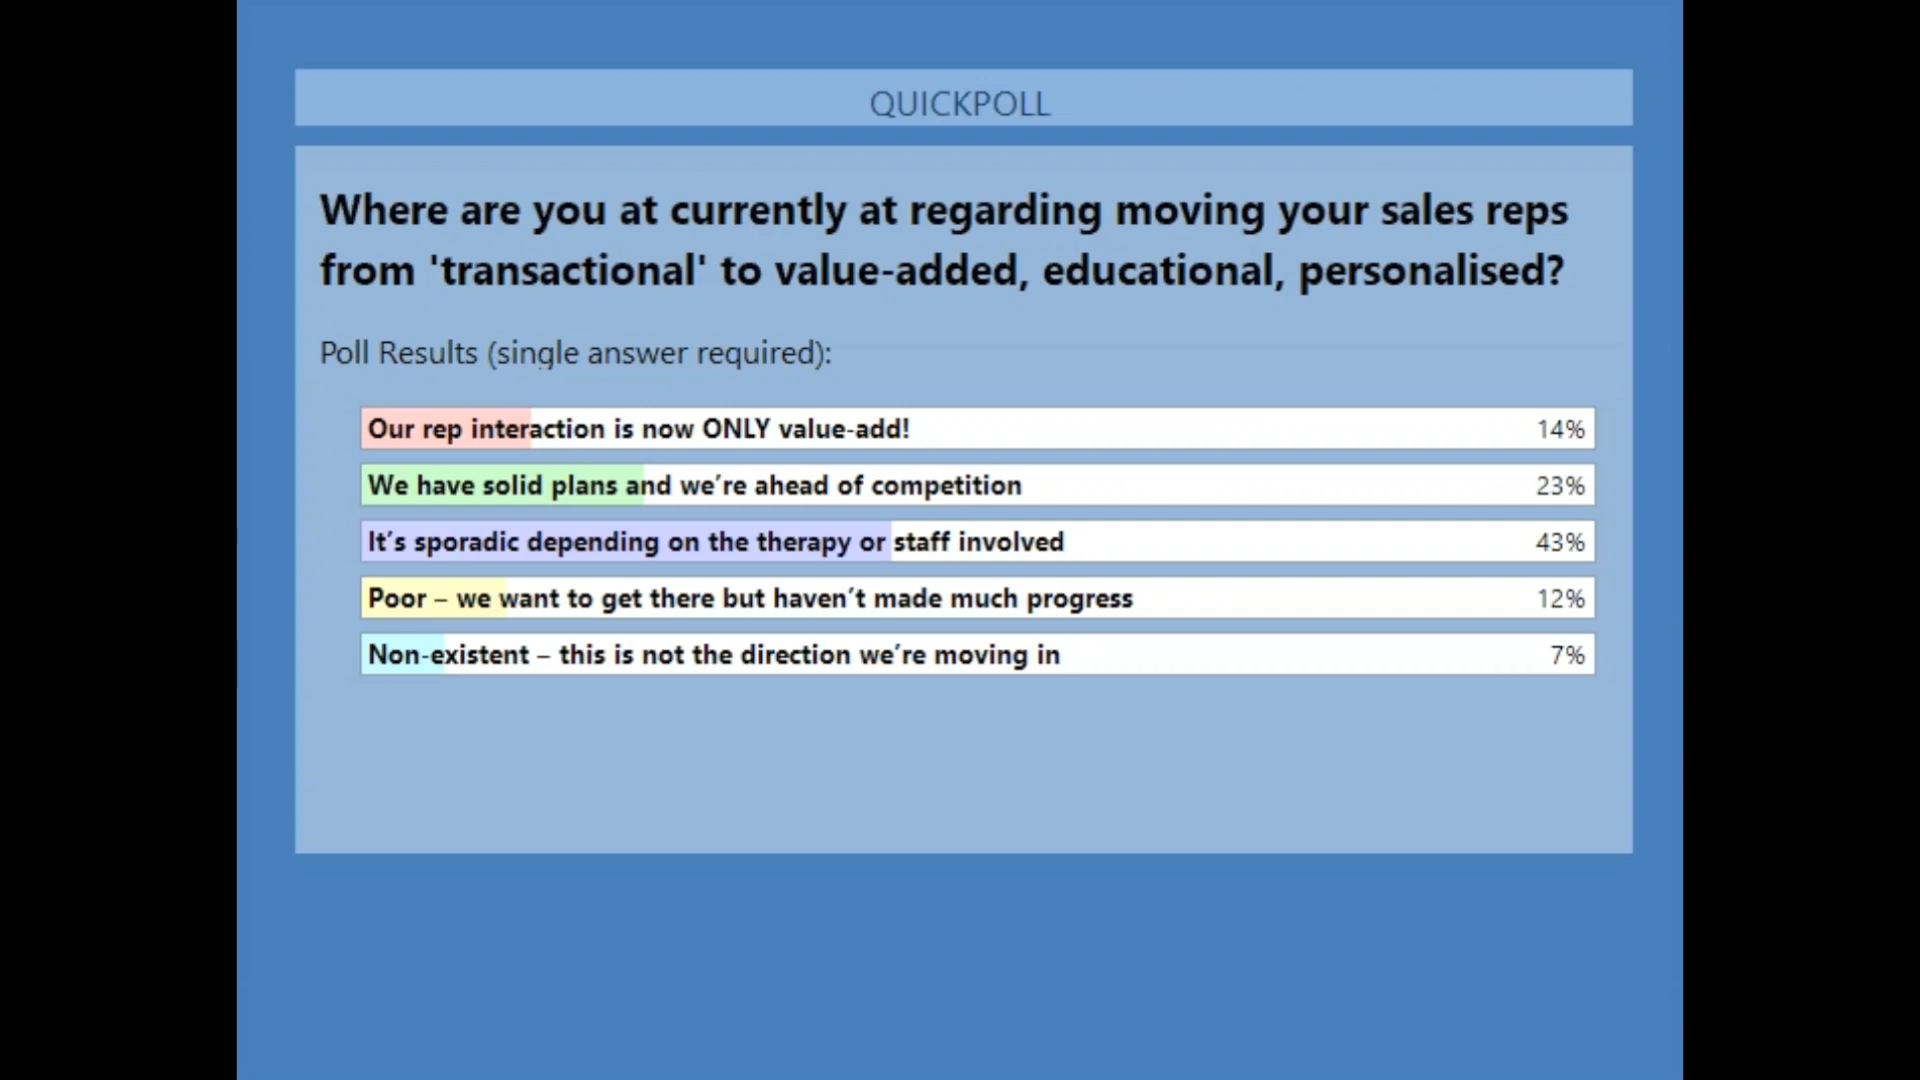 QUICKPOLL
Where are you at currently at regarding moving your sales reps
from 'transactional' to value-added, educational, personalised?
Poll Results (single answer required):
Our rep interaction is now ONLY value-add! 14%
We have solid plans and we’re ahead of competition 23%
It’s sporadic depending on the therapy or staff involved 43%
Poor – we want to get there but haven’t made much progress 12%
Non-existent – this is not the direction we’re moving in 7%